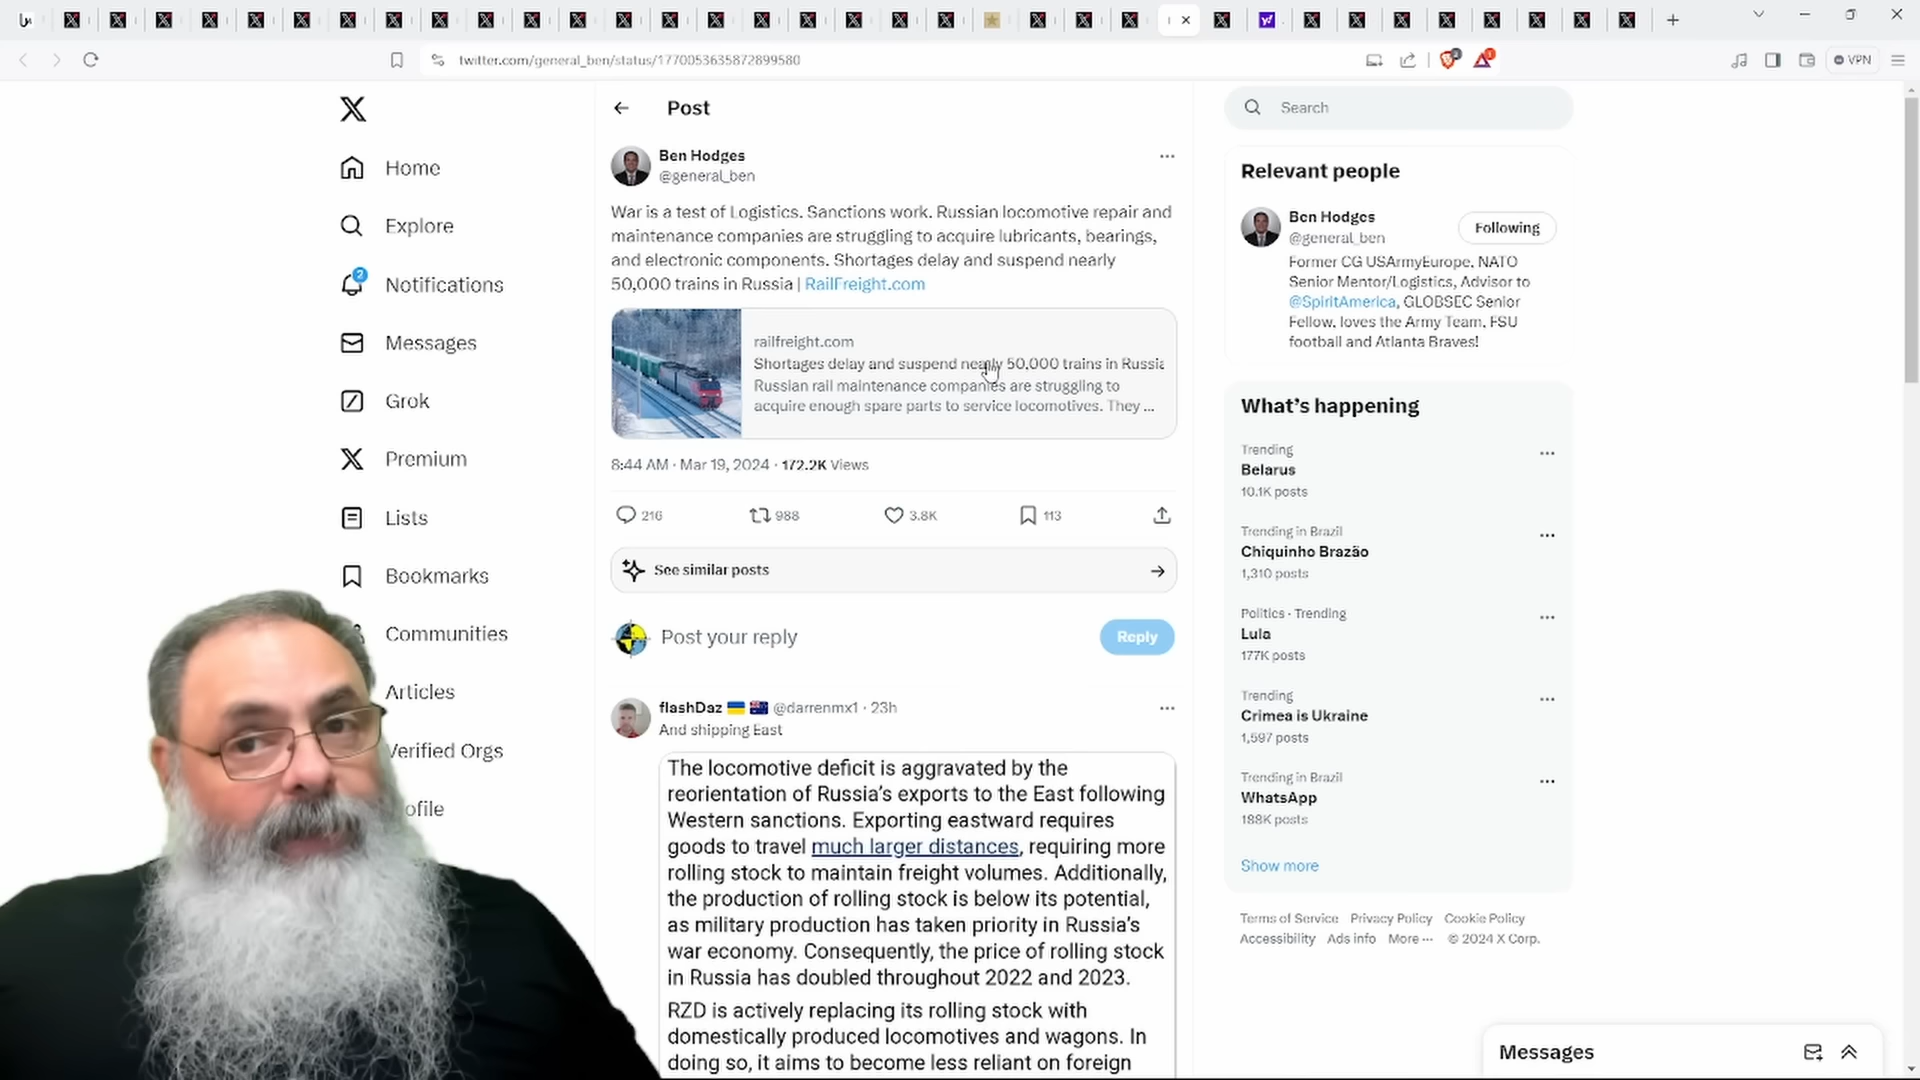 twitter.com/general_ben/status/1770053635872899580
VPN
Home
Explore
2
Notifications
Messages
Grok
Premium
Lists
Bookmarks
Communities
Articles
Verified Orgs
ofile
Post
Ben Hodges
@general_ben
War is a test of Logistics. Sanctions work. Russian locomotive repair and
maintenance companies are struggling to acquire lubricants, bearings,
and electronic components. Shortages delay and suspend nearly
50,000 trains in Russia | RailFreight.com
railfreight.com
Shortages delay and suspend nearly 50,000 trains in Russia
Russian rail maintenance companies are struggling to
acquire enough spare parts to service locomotives. They ...
8:44 AM · Mar 19, 2024 · 172.2K Views
216 988 3.8K 113
See similar posts
Post your reply
Reply
flashDaz @darrenmx1 · 23h
And shipping East
The locomotive deficit is aggravated by the
reorientation of Russia's exports to the East following
Western sanctions. Exporting eastward requires
goods to travel much larger distances, requiring more
rolling stock to maintain freight volumes. Additionally,
the production of rolling stock is below its potential,
as military production has taken priority in Russia's
war economy. Consequently, the price of rolling stock
in Russia has doubled throughout 2022 and 2023.
RZD is actively replacing its rolling stock with
domestically produced locomotives and wagons. In
doing so, it aims to become less reliant on foreign
Search
Relevant people
Ben Hodges
@general_ben
Following
Former CG USArmyEurope, NATO
Senior Mentor/Logistics, Advisor to
@SpiritAmerica, GLOBSEC Senior
Fellow, loves the Army Team, FSU
football and Atlanta Braves!
What's happening
Trending
Belarus
10.1K posts
Trending in Brazil
Chiquinho Brazão
1,310 posts
Politics · Trending
Lula
177K posts
Trending
Crimea is Ukraine
1,597 posts
Trending in Brazil
WhatsApp
188K posts
Show more
Terms of Service Privacy Policy Cookie Policy
Accessibility Ads info More ··· © 2024 X Corp.
Messages